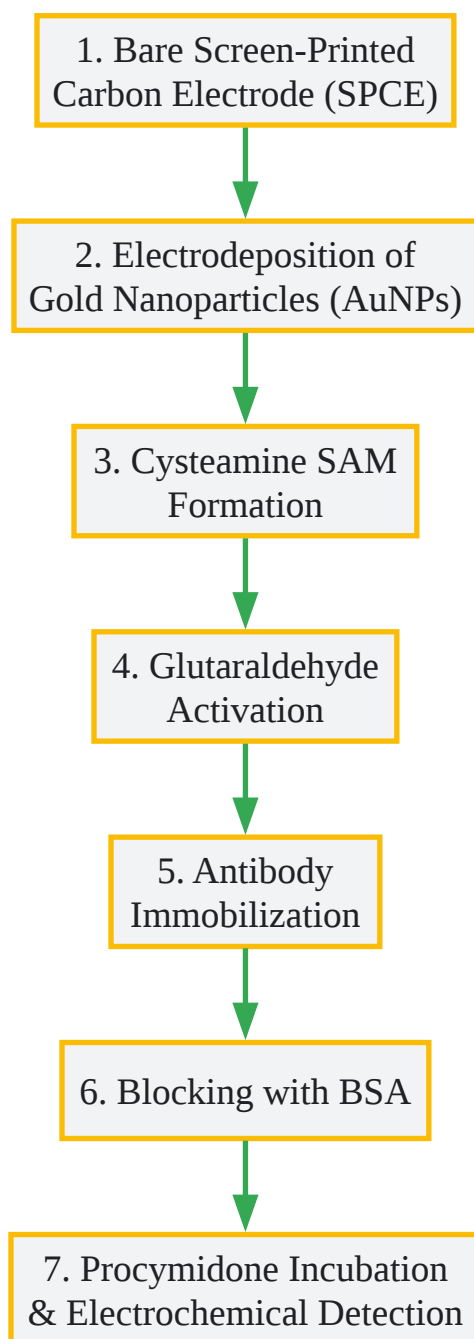 1. Bare Screen-Printed
Carbon Electrode (SPCE)
2. Electrodeposition of
Gold Nanoparticles (AuNPs)
3. Cysteamine SAM
Formation
4. Glutaraldehyde
Activation
5. Antibody
Immobilization
6. Blocking with BSA
7. Procymidone Incubation
& Electrochemical Detection